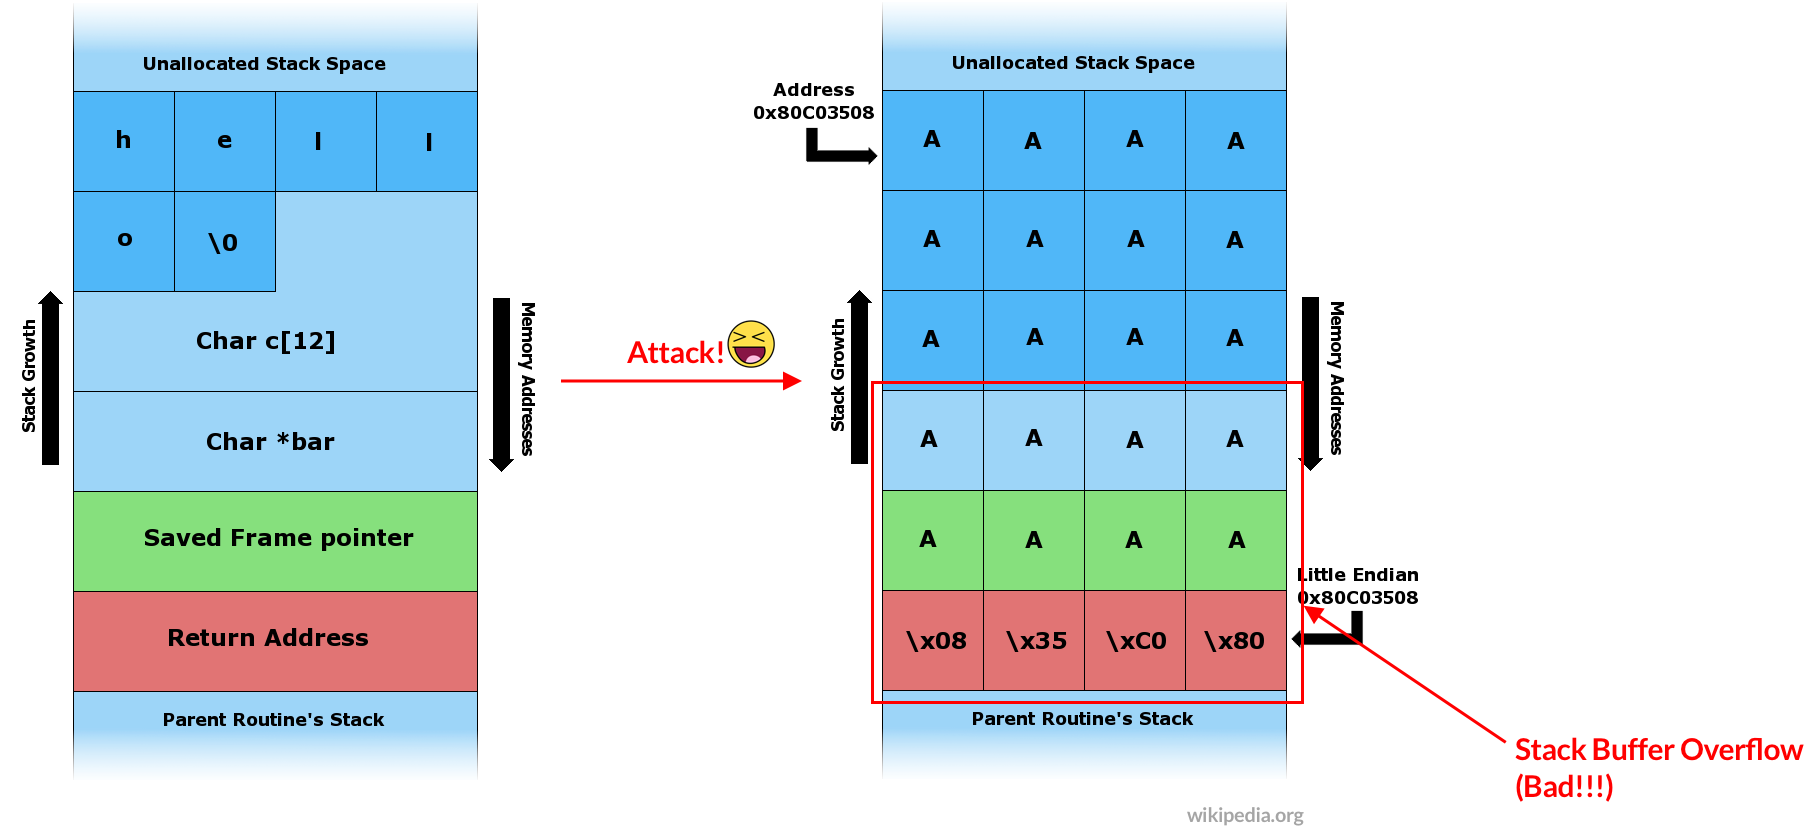 Unallocated Stack Space
h e l l
o \0
Char c[12]
Char *bar
Saved Frame pointer
Return Address
Parent Routine's Stack
Stack Growth
Memory Addresses
Attack!
Address
0x80C03508
Unallocated Stack Space
A A A A
A A A A
A A A A
A A A A
A A A A
\x08 \x35 \xC0 \x80
Parent Routine's Stack
Stack Growth
Memory Addresses
Little Endian
0x80C03508
Stack Buffer Overflow
(Bad!!!)
wikipedia.org